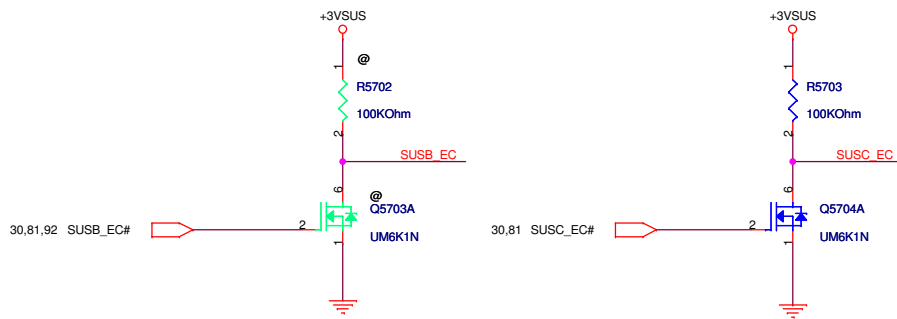 +3VSUS
@
1
R5702
100KOhm
2
SUSB_EC
6
@
Q5703A
30,81,92 SUSB_EC#
2
UM6K1N
1
+3VSUS
1
R5703
100KOhm
2
SUSC_EC
6
Q5704A
30,81 SUSC_EC#
2
UM6K1N
1